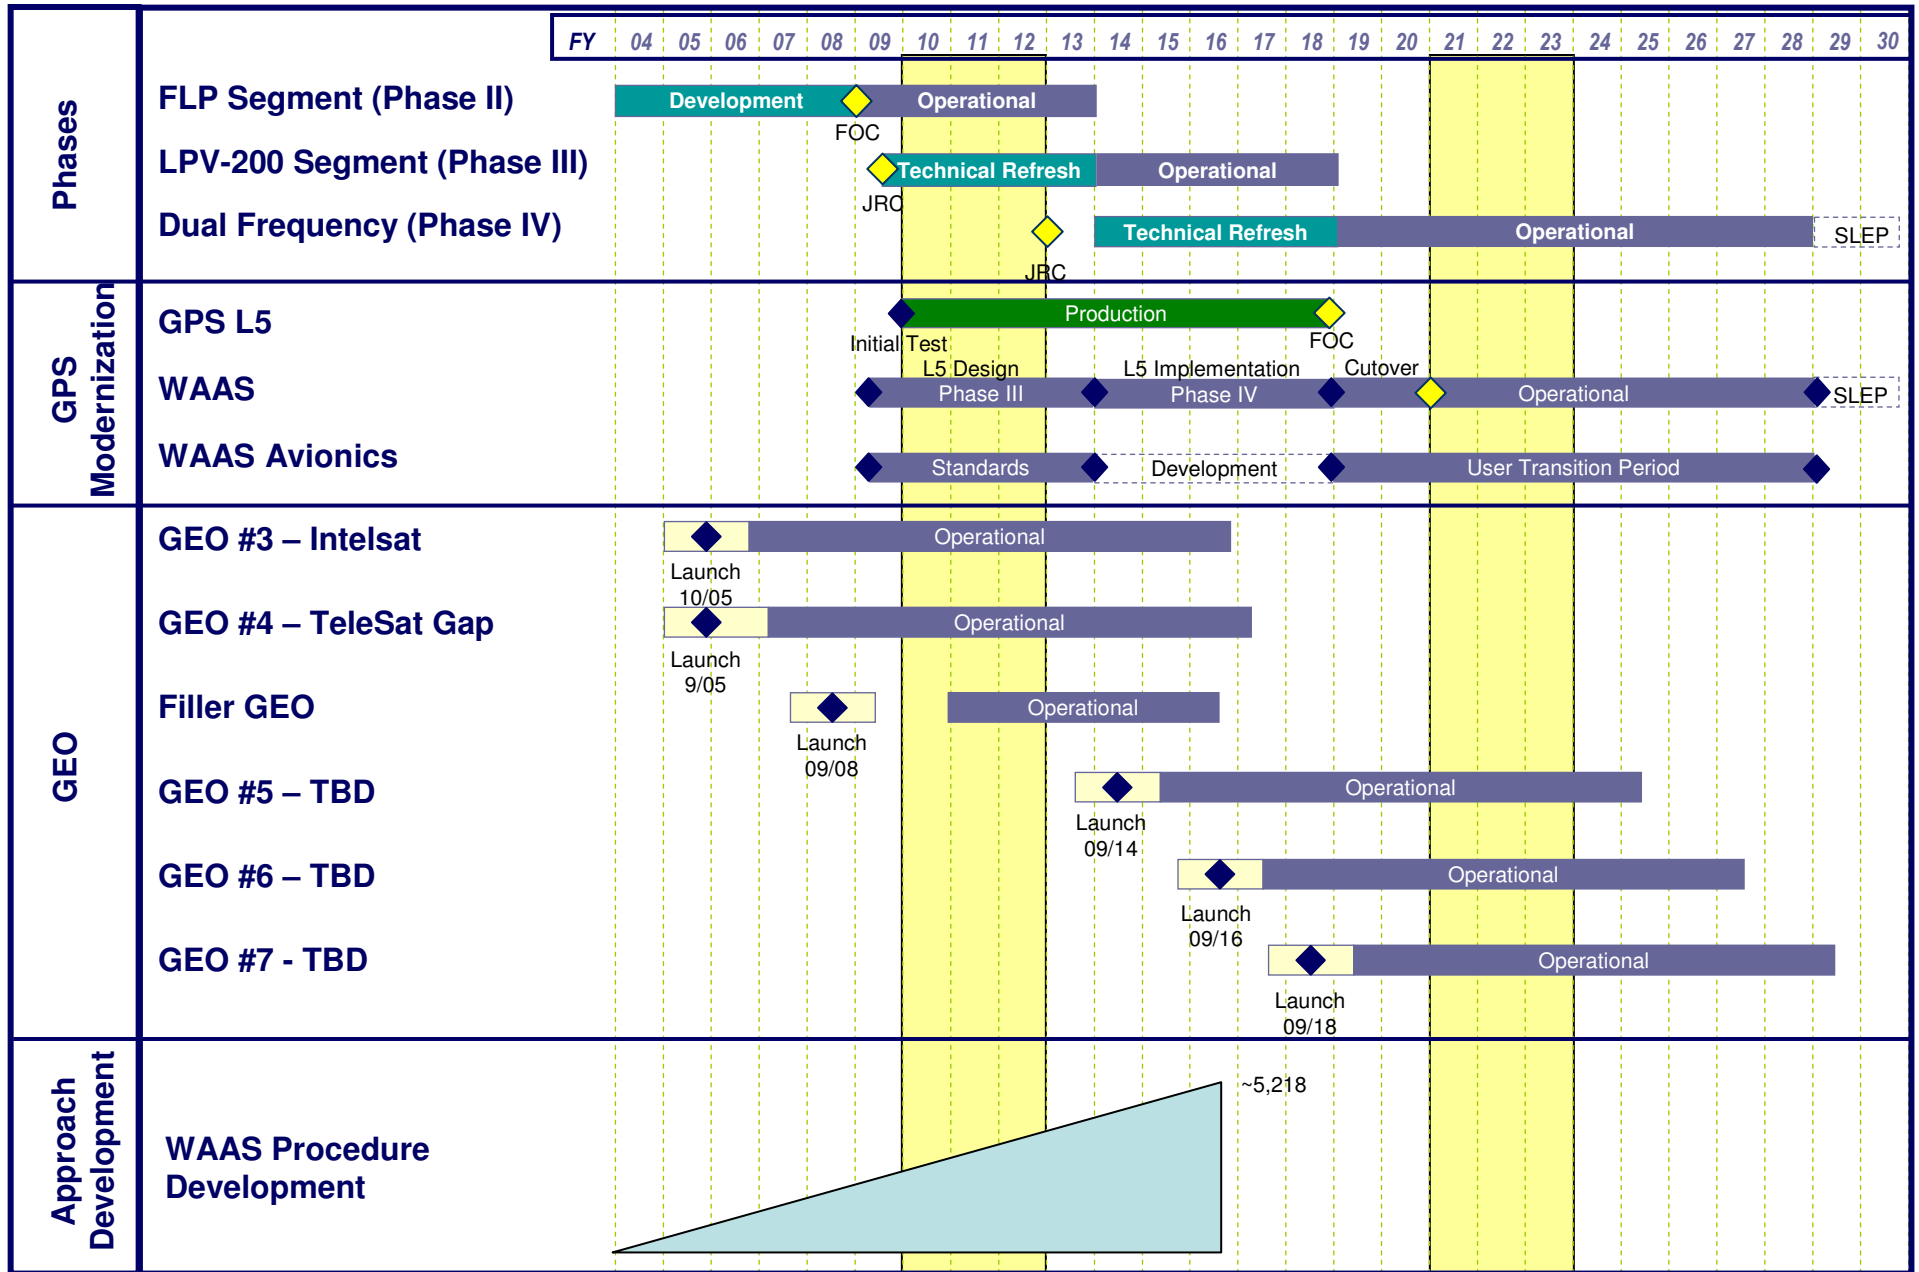 FY 04 05 06 07 08 09 10 11 12 13 14 15 16 17 18 19 20 21 22 23 24 25 26 27 28 29 30
Phases
FLP Segment (Phase II)
Development
Operational
FOC
LPV-200 Segment (Phase III)
Technical Refresh
Operational
JRC
Dual Frequency (Phase IV)
Technical Refresh
Operational
SLEP
JRC
GPS
Modernization
GPS L5
Production
Initial Test
FOC
L5 Design
L5 Implementation
Cutover
WAAS
Phase III
Phase IV
Operational
SLEP
WAAS Avionics
Standards
Development
User Transition Period
GEO
GEO #3 – Intelsat
Operational
Launch
10/05
GEO #4 – TeleSat Gap
Operational
Launch
9/05
Filler GEO
Operational
Launch
09/08
GEO #5 – TBD
Operational
Launch
09/14
GEO #6 – TBD
Operational
Launch
09/16
GEO #7 - TBD
Operational
Launch
09/18
Approach
Development
WAAS Procedure
Development
~5,218